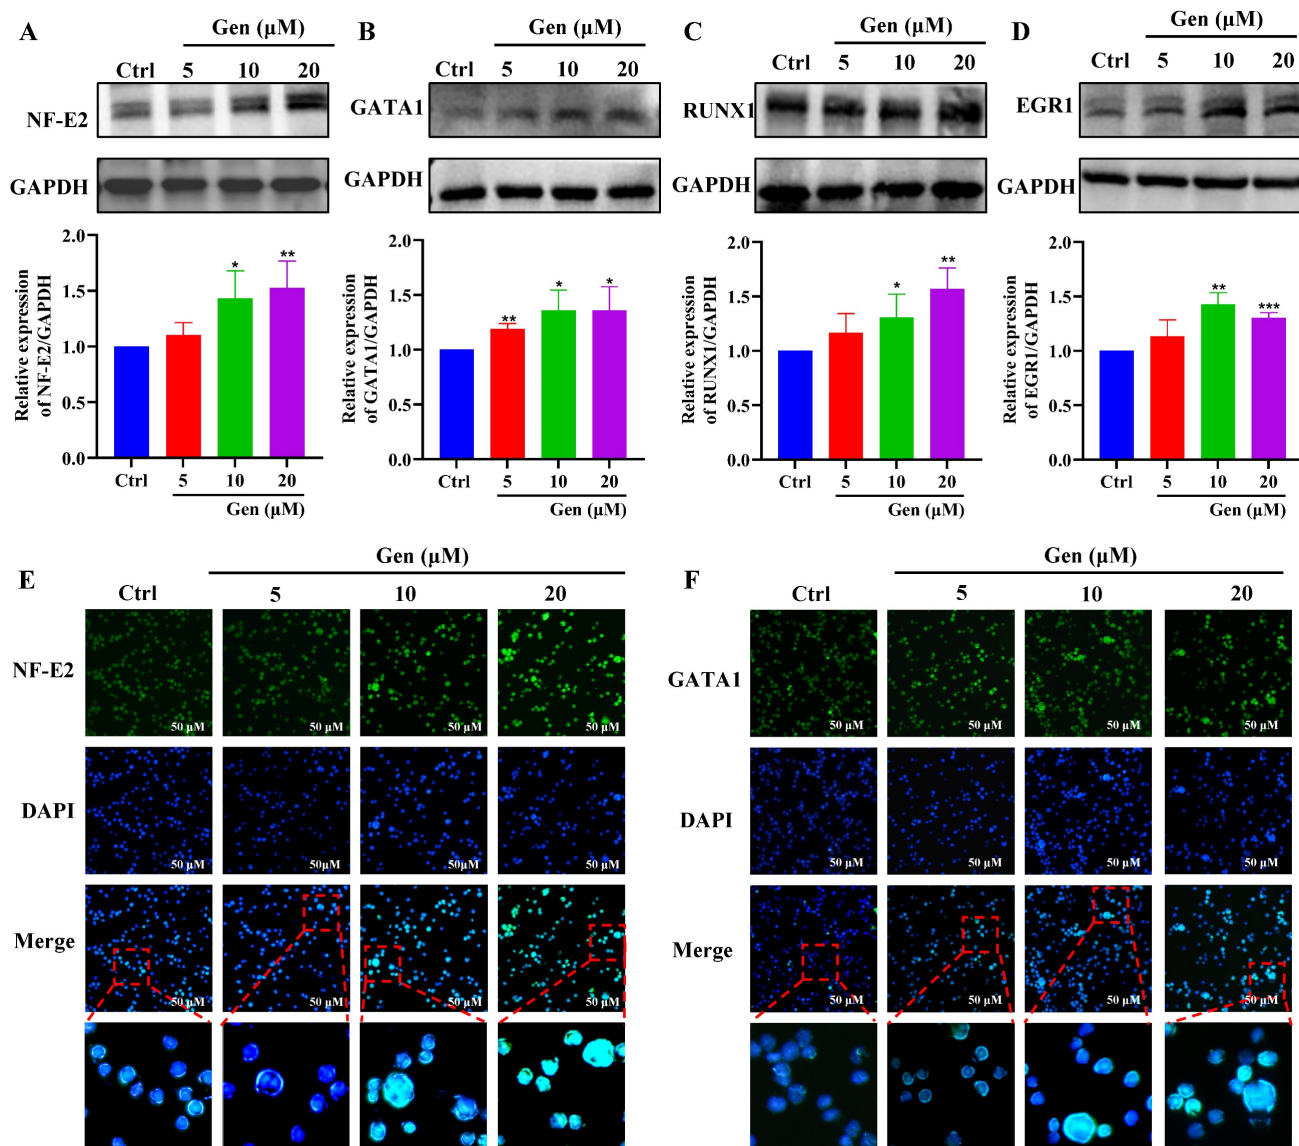 A
Gen (µM)
Ctrl 5 10 20
NF-E2
GAPDH
Relative expression
of NF-E2/GAPDH
2.0
1.5
1.0
0.5
0.0
* **
Ctrl 5 10 20
Gen (µM)
B
Gen (µM)
Ctrl 5 10 20
GATA1
GAPDH
Relative expression
of GATA1/GAPDH
2.0
1.5
1.0
0.5
0.0
** * *
Ctrl 5 10 20
Gen (µM)
C
Gen (µM)
Ctrl 5 10 20
RUNX1
GAPDH
Relative expression
of RUNX1/GAPDH
2.0
1.5
1.0
0.5
0.0
* **
Ctrl 5 10 20
Gen (µM)
D
Gen (µM)
Ctrl 5 10 20
EGR1
GAPDH
Relative expression
of EGR1/GAPDH
2.0
1.5
1.0
0.5
0.0
** ***
Ctrl 5 10 20
Gen (µM)
E
Gen (µM)
Ctrl 5 10 20
NF-E2
50 µM 50 µM 50 µM 50 µM
DAPI
50 µM 50µM 50 µM 50 µM
Merge
50 µM 50 µM 50 µM 50 µM
F
Gen (µM)
Ctrl 5 10 20
GATA1
50 µM 50 µM 50 µM 50 µM
DAPI
50 µM 50 µM 50 µM 50 µM
Merge
50 µM 50 µM 50 µM 50 µM